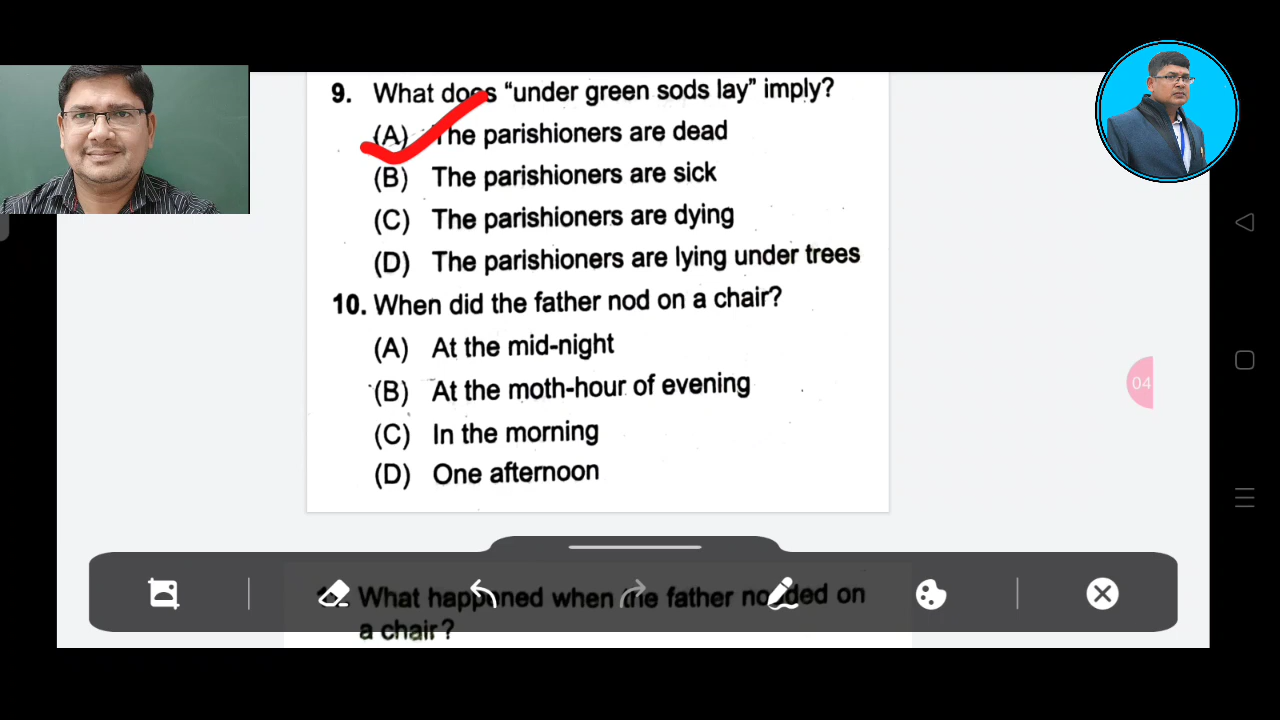 9. What does “under green sods lay” imply?
(A) The parishioners are dead
(B) The parishioners are sick
(C) The parishioners are dying
(D) The parishioners are lying under trees
10. When did the father nod on a chair?
(A) At the mid-night
(B) At the moth-hour of evening
(C) In the morning
(D) One afternoon
04
What happened when the father nodded on
a chair?